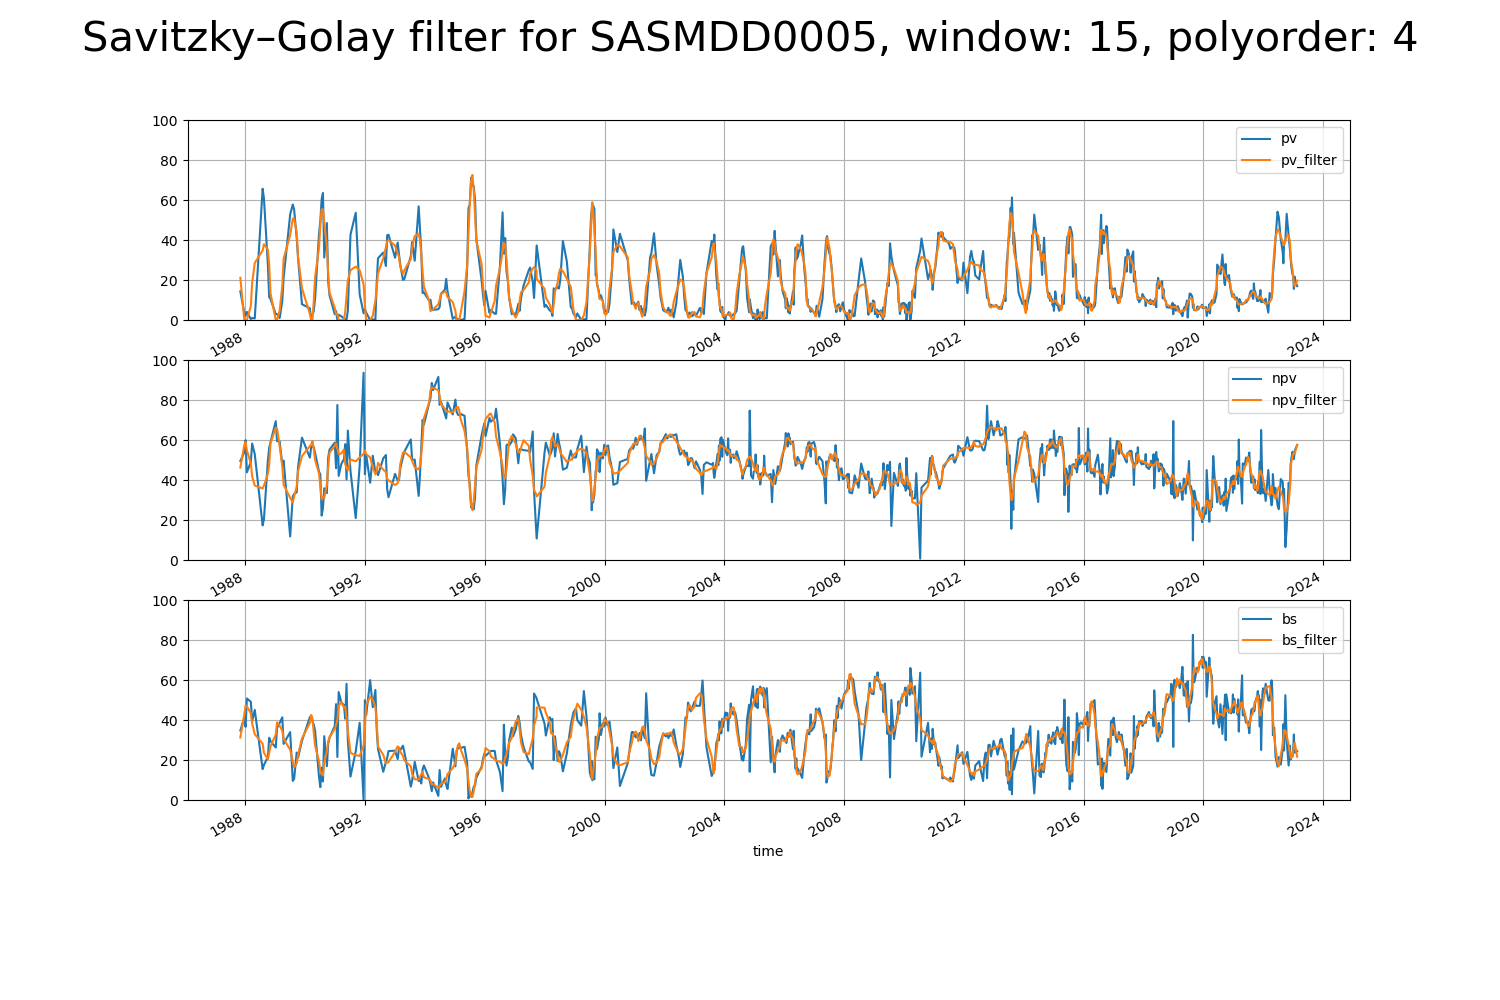 Savitzky–Golay filter for SASMDD0005, window: 15, polyorder: 4
100
80
60
40
20
0
pv
pv_filter
1988 1992 1996 2000 2004 2008 2012 2016 2020 2024
100
80
60
40
20
0
npv
npv_filter
1988 1992 1996 2000 2004 2008 2012 2016 2020 2024
100
80
60
40
20
0
bs
bs_filter
1988 1992 1996 2000 2004 2008 2012 2016 2020 2024
time